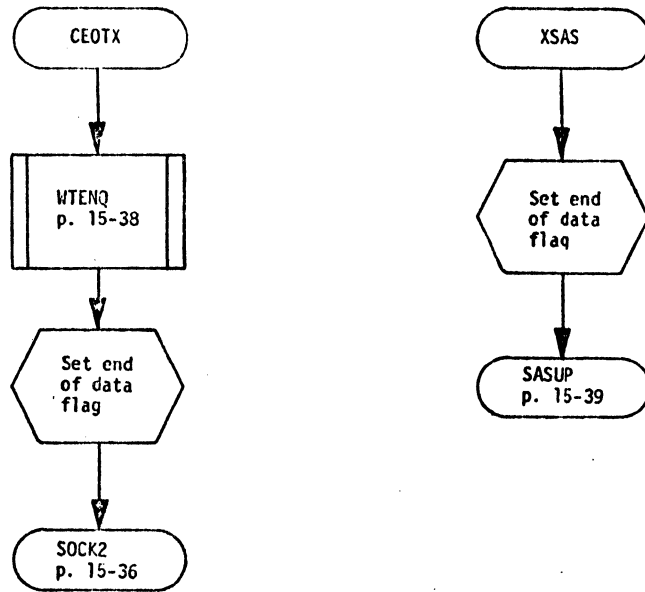 CEOTX
WTENQ
p. 15-38
Set end
of data
flag
SOCK2
p. 15-36
XSAS
Set end
of data
flag
SASUP
p. 15-39